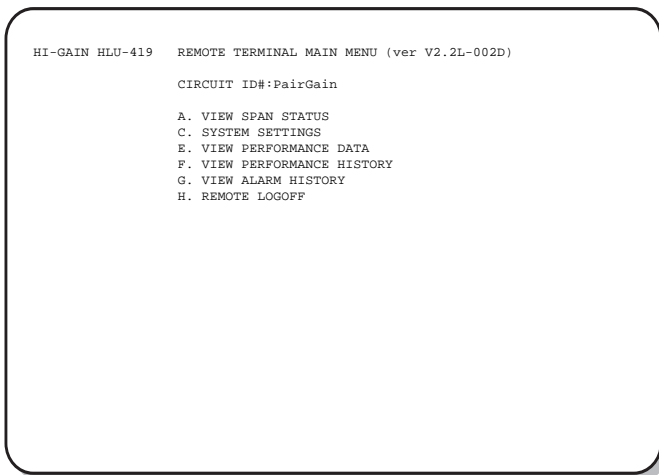 HI-GAIN HLU-419 REMOTE TERMINAL MAIN MENU (ver V2.2L-002D)
CIRCUIT ID#:PairGain
A. VIEW SPAN STATUS
C. SYSTEM SETTINGS
E. VIEW PERFORMANCE DATA
F. VIEW PERFORMANCE HISTORY
G. VIEW ALARM HISTORY
H. REMOTE LOGOFF